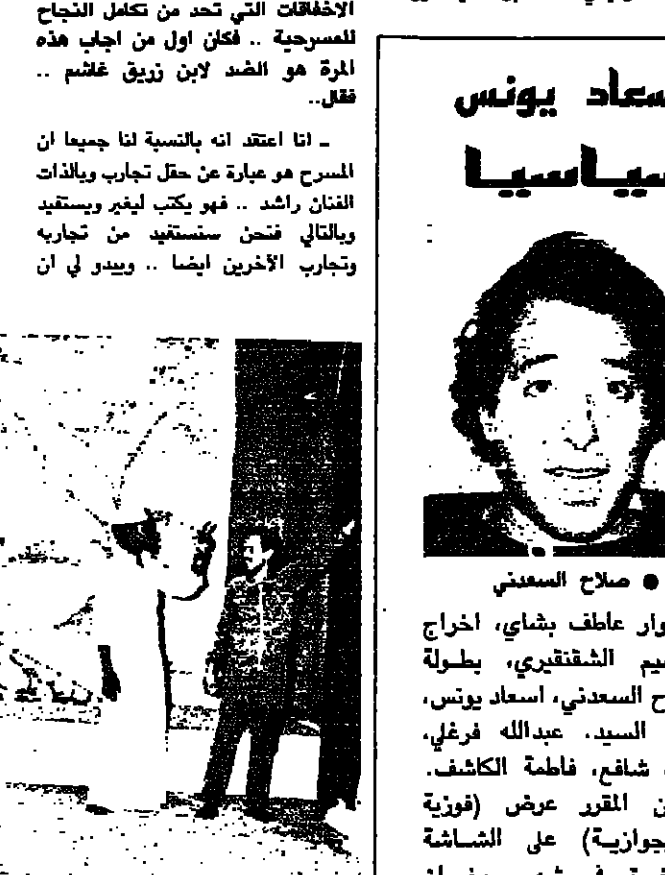 الإخفاقات التي تحد من تكامل النجاح
للمسرحية .. فكان اول من اجاب هذه
المرة هو الضد لابن زريق غاشم ..
فقال..
ـ انا اعتقد انه بالنسبة لنا جميعا ان
المسرح هو عبارة عن حقل تجارب وبالذات
الفنان راشد .. فهو يكتب ليغير ويستفيد
وبالتالي فنحن سنستفيد من تجاربه
وتجارب الآخرين ايضا .. ويبدو لي ان
سعاد يونس
سياسيا
● صلاح السعدني
وار عاطف بشاي، اخراج
يم الشقنقيري، بطولة
ح السعدني، اسعاد يونس،
السيد، عبدالله فرغلي،
شافع، فاطمة الكاشف.
ن المقرر عرض (فوزية
جوازية) على الشاشة